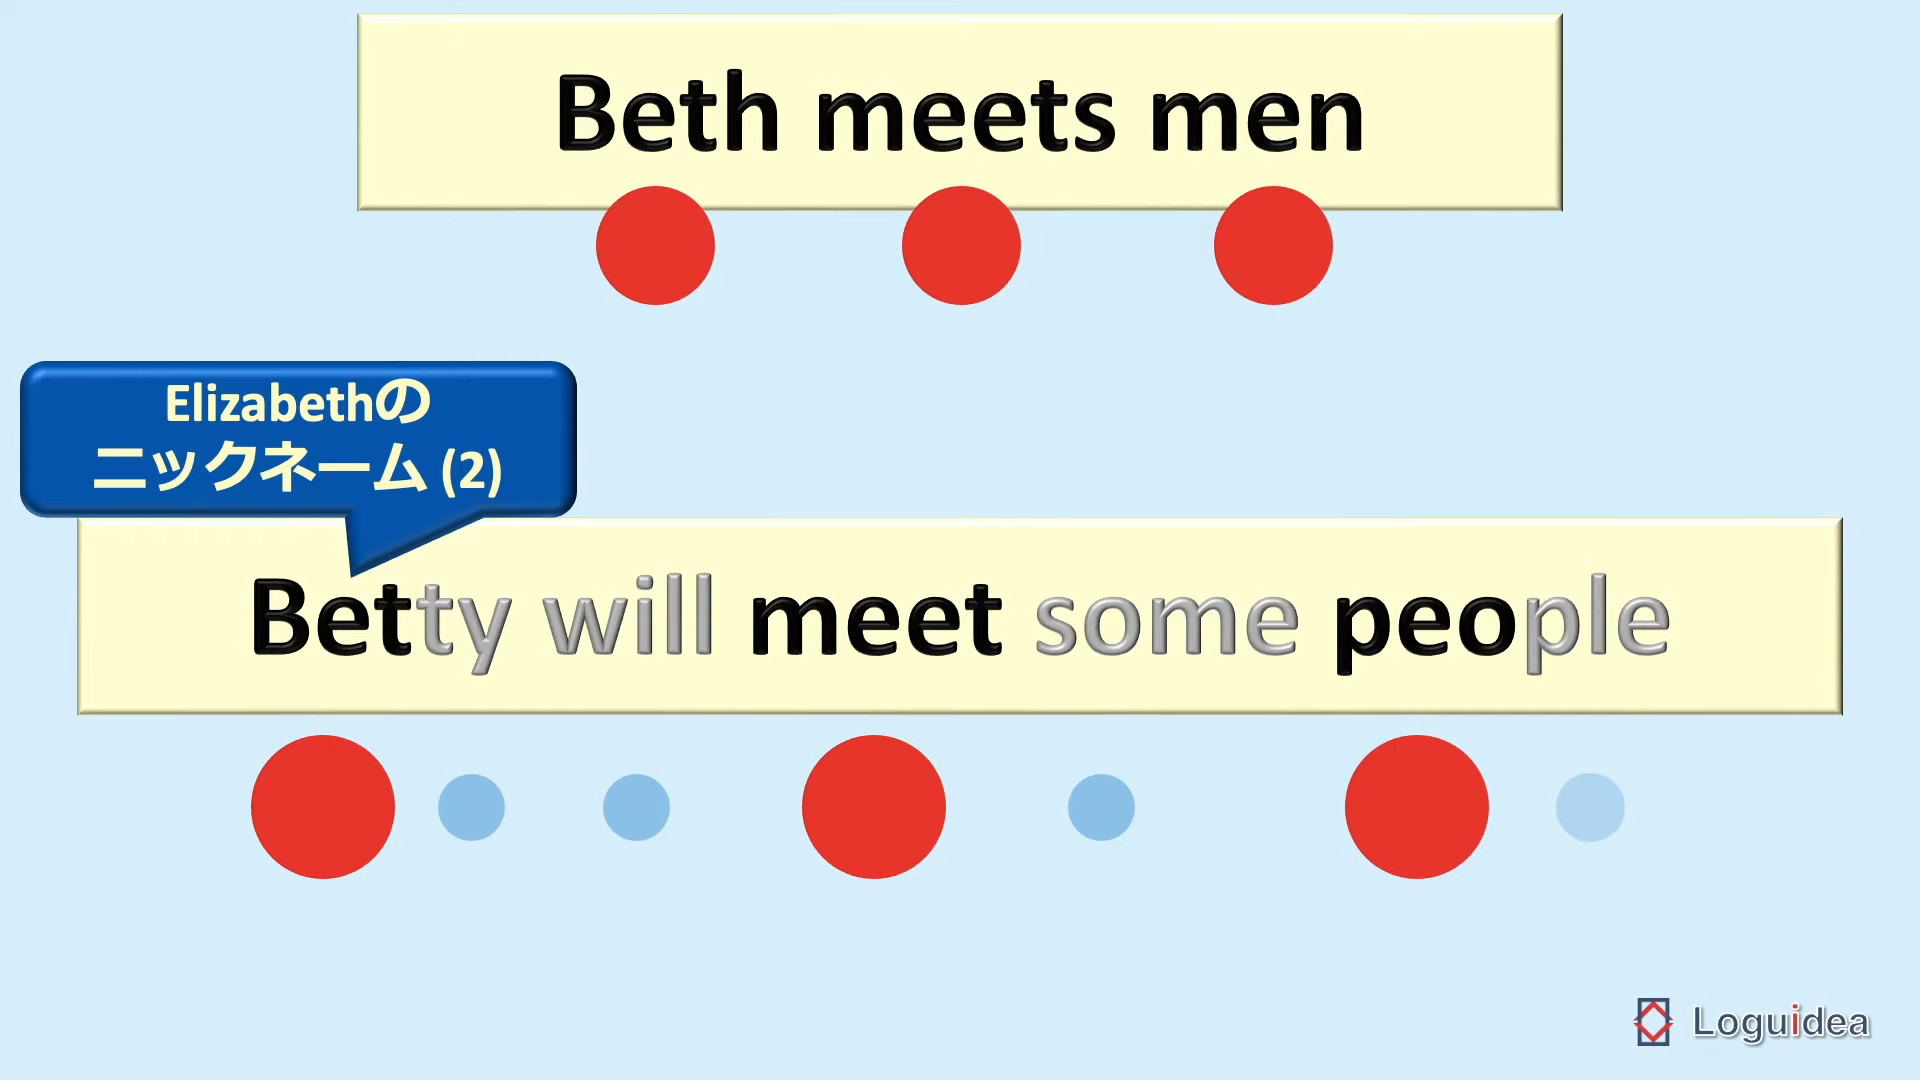 Beth meets men
Elizabethの
ニックネーム (2)
Betty will meet some people
Loguidea